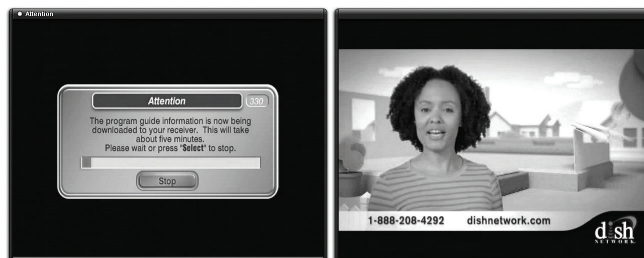 Attention
Attention
330
The program guide information is now being
downloaded to your receiver. This will take
about five minutes.
Please wait or press "Select" to stop.
Stop
1-888-208-4292 dishnetwork.com
dish
NETWORK